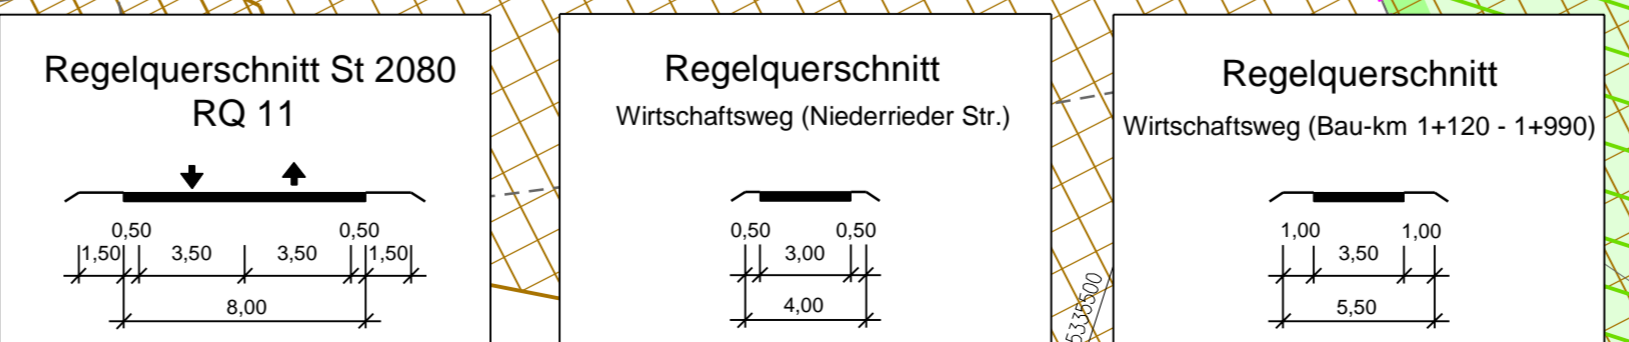 Regelquerschnitt St 2080
RQ 11
0,50 0,50
1,50 3,50 3,50 1,50
8,00
Regelquerschnitt
Wirtschaftsweg (Niederrieder Str.)
0,50 0,50
3,00
4,00
5336500
Regelquerschnitt
Wirtschaftsweg (Bau-km 1+120 - 1+990)
1,00 1,00
3,50
5,50